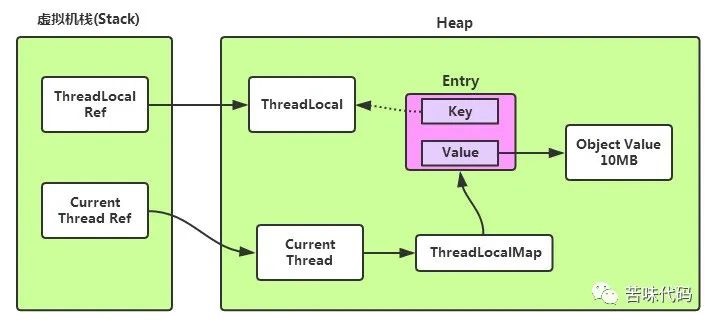 虚拟机栈(Stack)
Heap
ThreadLocal
Ref
ThreadLocal
Entry
Key
Value
Object Value
10MB
Current
Thread Ref
Current
Thread
ThreadLocalMap
苦味代码